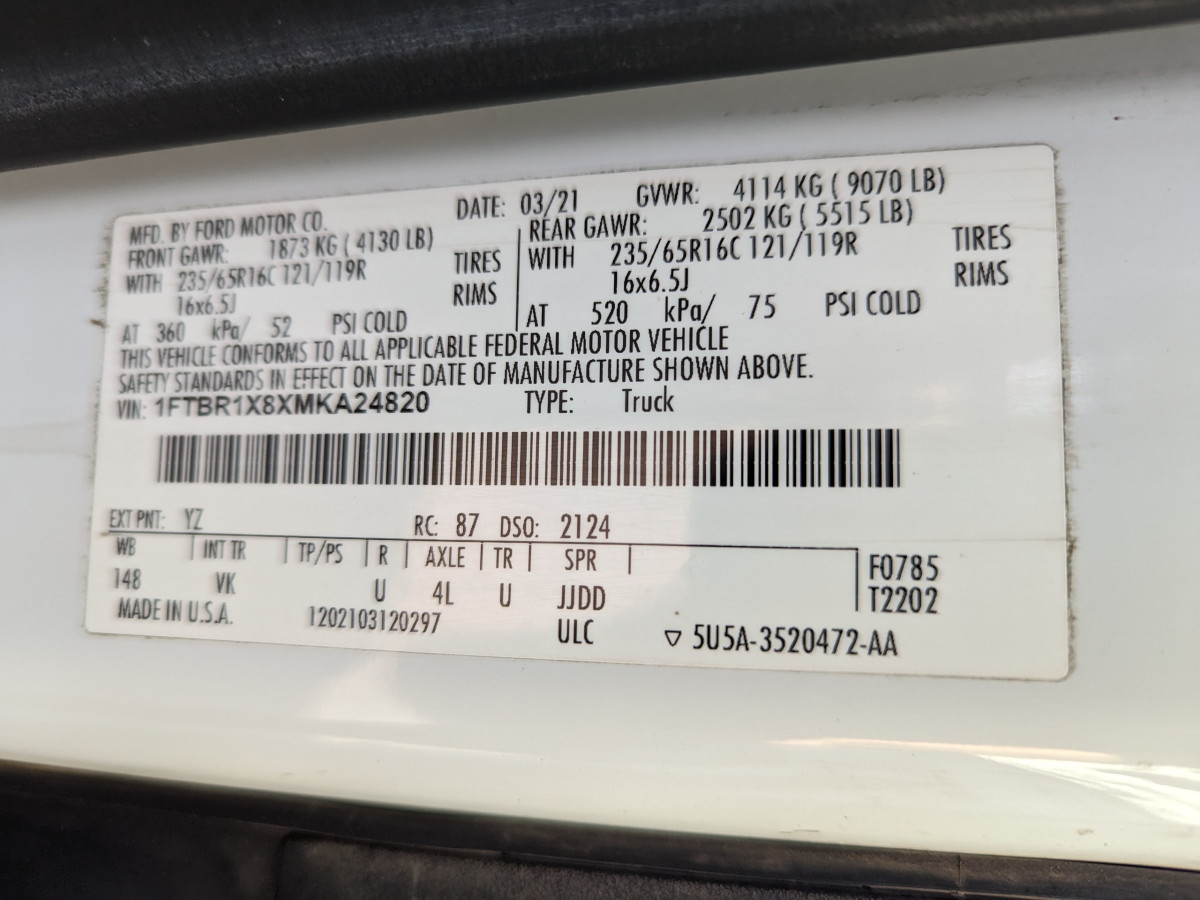 MFD. BY FORD MOTOR CO. DATE: 03/21 GVWR: 4114 KG ( 9070 LB)
FRONT GAWR: 1873 KG ( 4130 LB) REAR GAWR: 2502 KG ( 5515 LB)
WITH 235/65R16C 121/119R TIRES WITH 235/65R16C 121/119R TIRES
16x6.5J RIMS 16x6.5J RIMS
AT 360 kPa/ 52 PSI COLD AT 520 kPa/ 75 PSI COLD
THIS VEHICLE CONFORMS TO ALL APPLICABLE FEDERAL MOTOR VEHICLE
SAFETY STANDARDS IN EFFECT ON THE DATE OF MANUFACTURE SHOWN ABOVE.
VIN: 1FTBR1X8XMKA24820 TYPE: Truck
EXT PNT: YZ RC: 87 DSO: 2124
WB INT TR TP/PS R AXLE TR SPR F0785
148 VK U 4L U JJDD T2202
MADE IN U.S.A. 1202103120297 ULC ▽ 5U5A-3520472-AA